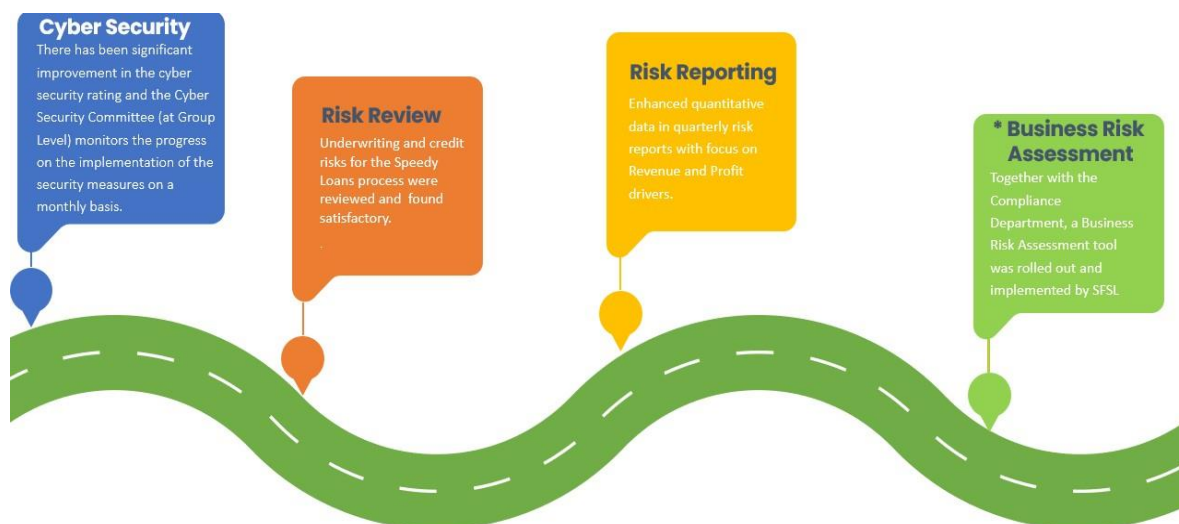 Cyber Security
There has been significant
improvement in the cyber
security rating and the Cyber
Security Committee (at Group
Level) monitors the progress
on the implementation of the
security measures on a
monthly basis.
Risk Review
Underwriting and credit
risks for the Speedy
Loans process were
reviewed and found
satisfactory.
.
Risk Reporting
Enhanced quantitative
data in quarterly risk
reports with focus on
Revenue and Profit
drivers.
* Business Risk
Assessment
Together with the
Compliance
Department, a Business
Risk Assessment tool
was rolled out and
implemented by SFSL